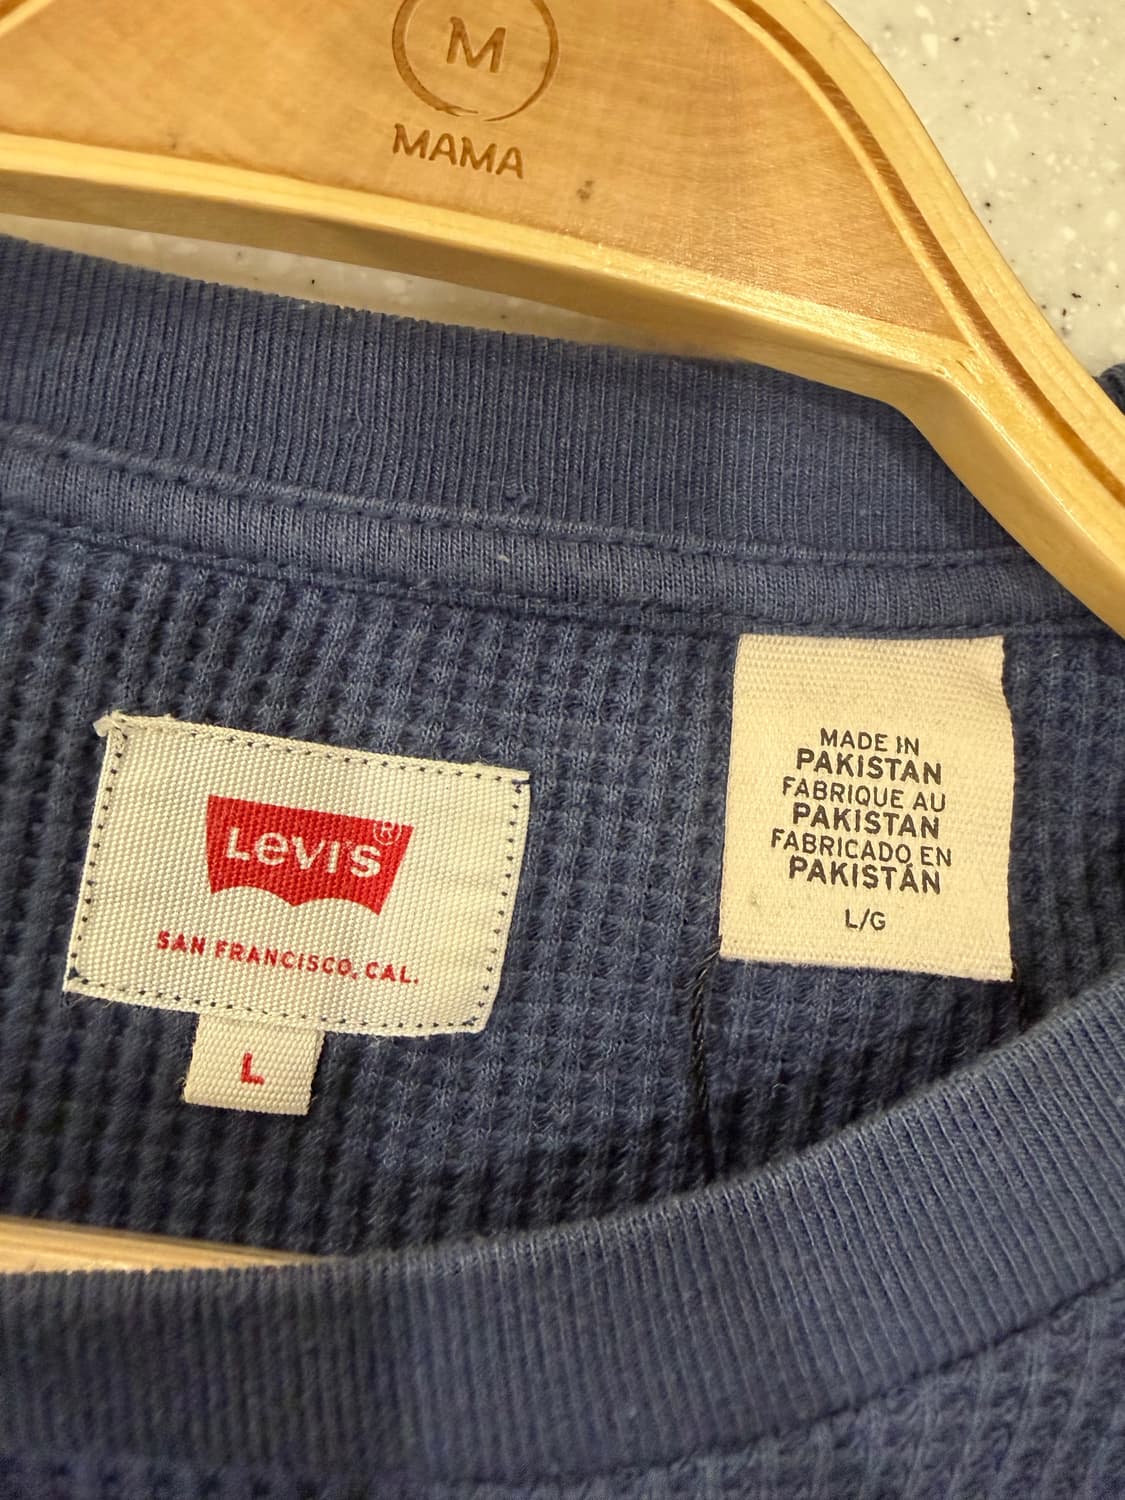 M
MAMA
LEVI'S®
SAN FRANCISCO, CAL.
L
MADE IN
PAKISTAN
FABRIQUE AU
PAKISTAN
FABRICADO EN
PAKISTÁN
L/G